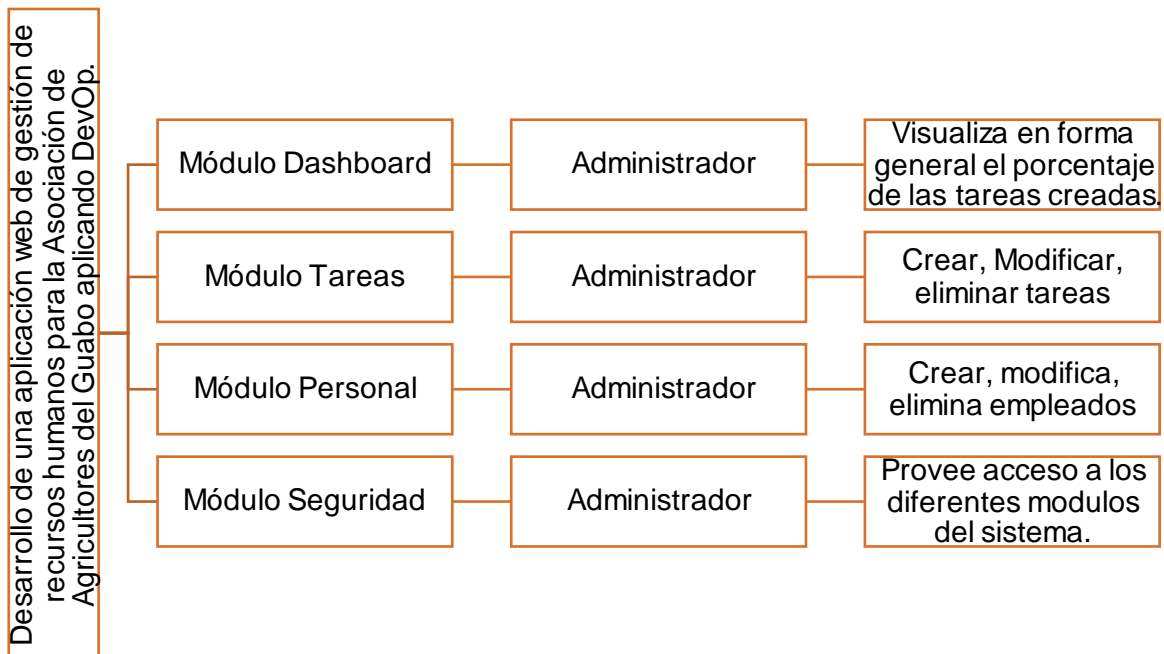 Desarrollo de una aplicación web de gestión de
recursos humanos para la Asociación de
Agricultores del Guabo aplicando DevOp.
Módulo Dashboard
Administrador
Visualiza en forma
general el porcentaje
de las tareas creadas.
Módulo Tareas
Administrador
Crear, Modificar,
eliminar tareas
Módulo Personal
Administrador
Crear, modifica,
elimina empleados
Módulo Seguridad
Administrador
Provee acceso a los
diferentes modulos
del sistema.